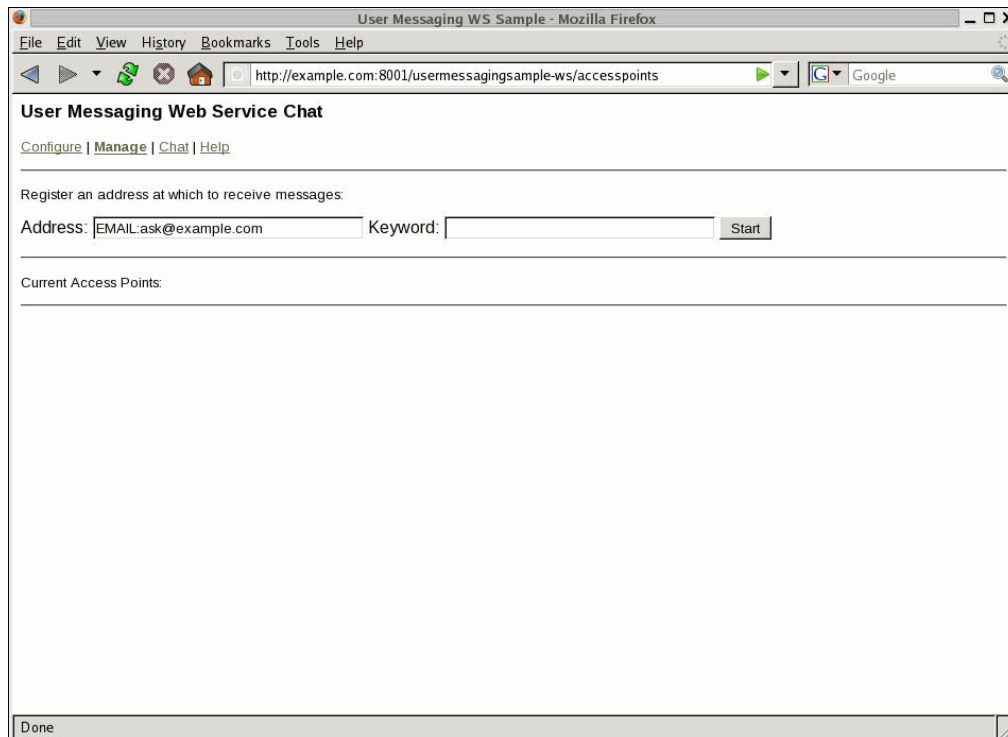 User Messaging WS Sample - Mozilla Firefox
File Edit View History Bookmarks Tools Help
http://example.com:8001/usermessagingsample-ws/accesspoints G Google
User Messaging Web Service Chat
Configure | Manage | Chat | Help
Register an address at which to receive messages:
Address: EMAIL:ask@example.com Keyword: Start
Current Access Points:
Done